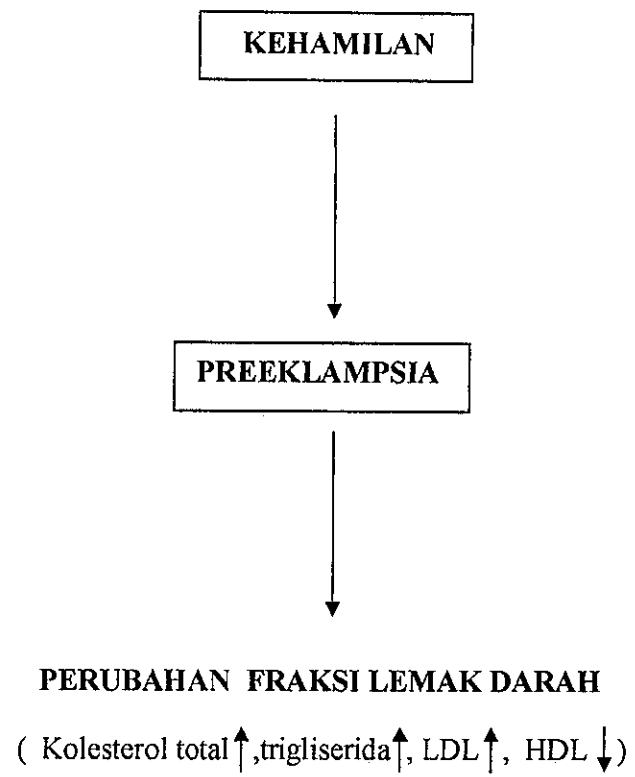 KEHAMILAN
PREEKLAMPSIA
PERUBAHAN FRAKSI LEMAK DARAH
( Kolesterol total↑,trigliserida↑, LDL↑, HDL↓)